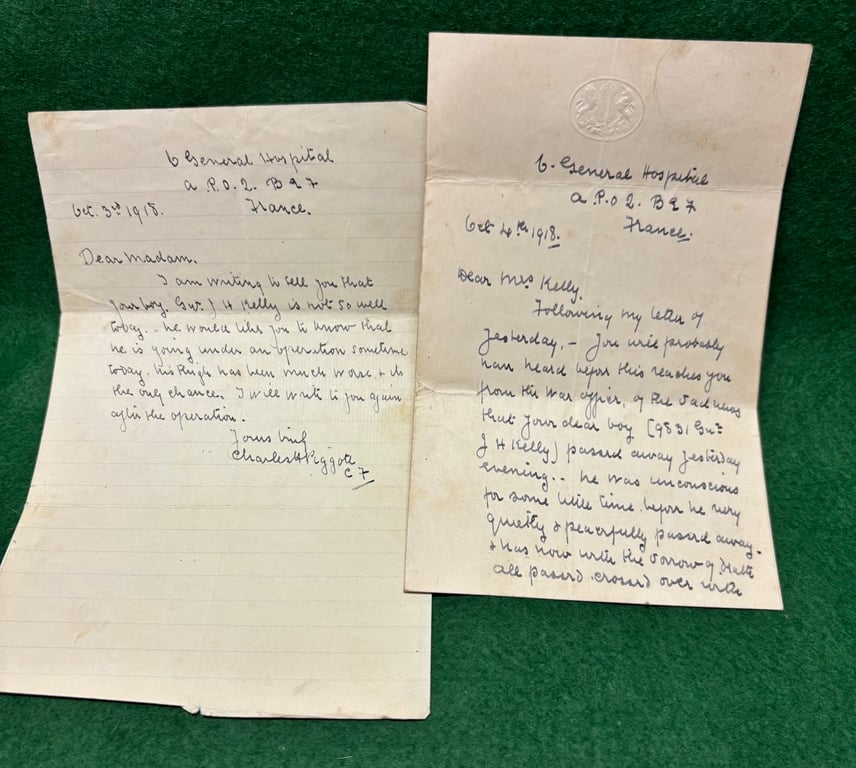 6 General Hospital
A.P.O 2. B E F
Oct. 3rd 1918. France.
Dear Madam.
I am writing to tell you that
your boy Gnr J H Kelly is not so well
today.. he would like you to know that
he is going under an operation sometime
today. his thigh has been much worse & its
the only chance. I will write to you again
after the operation.
Yours
Charles H Piggott
C F
6. General Hospital
A.P.O 2. B E F
Oct 4th 1918. France.
Dear Mrs Kelly.
Following my letter of
yesterday, – you will probably
have heard before this reaches you
from the War office, of the sad news
that your dear boy [9831 Gnr
J H Kelly] passed away yesterday
evening.. he was unconscious
for some little time before he very
quietly & peacefully passed away.
& has now with the sorrow of Death
all passed crossed over with